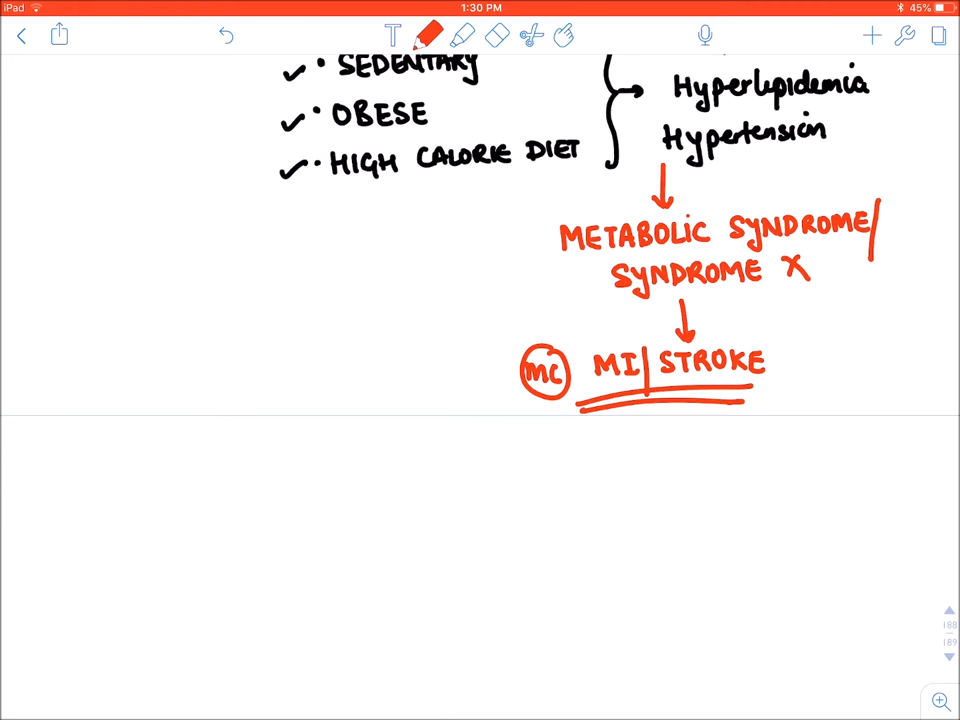 iPad 1:30 PM 45%
T
✓ • SEDENTARY
✓ • OBESE
✓ • HIGH CALORIE DIET
Hyperlepidemia
Hypertension
METABOLIC SYNDROME/
SYNDROME X
MC MI/STROKE
188
189